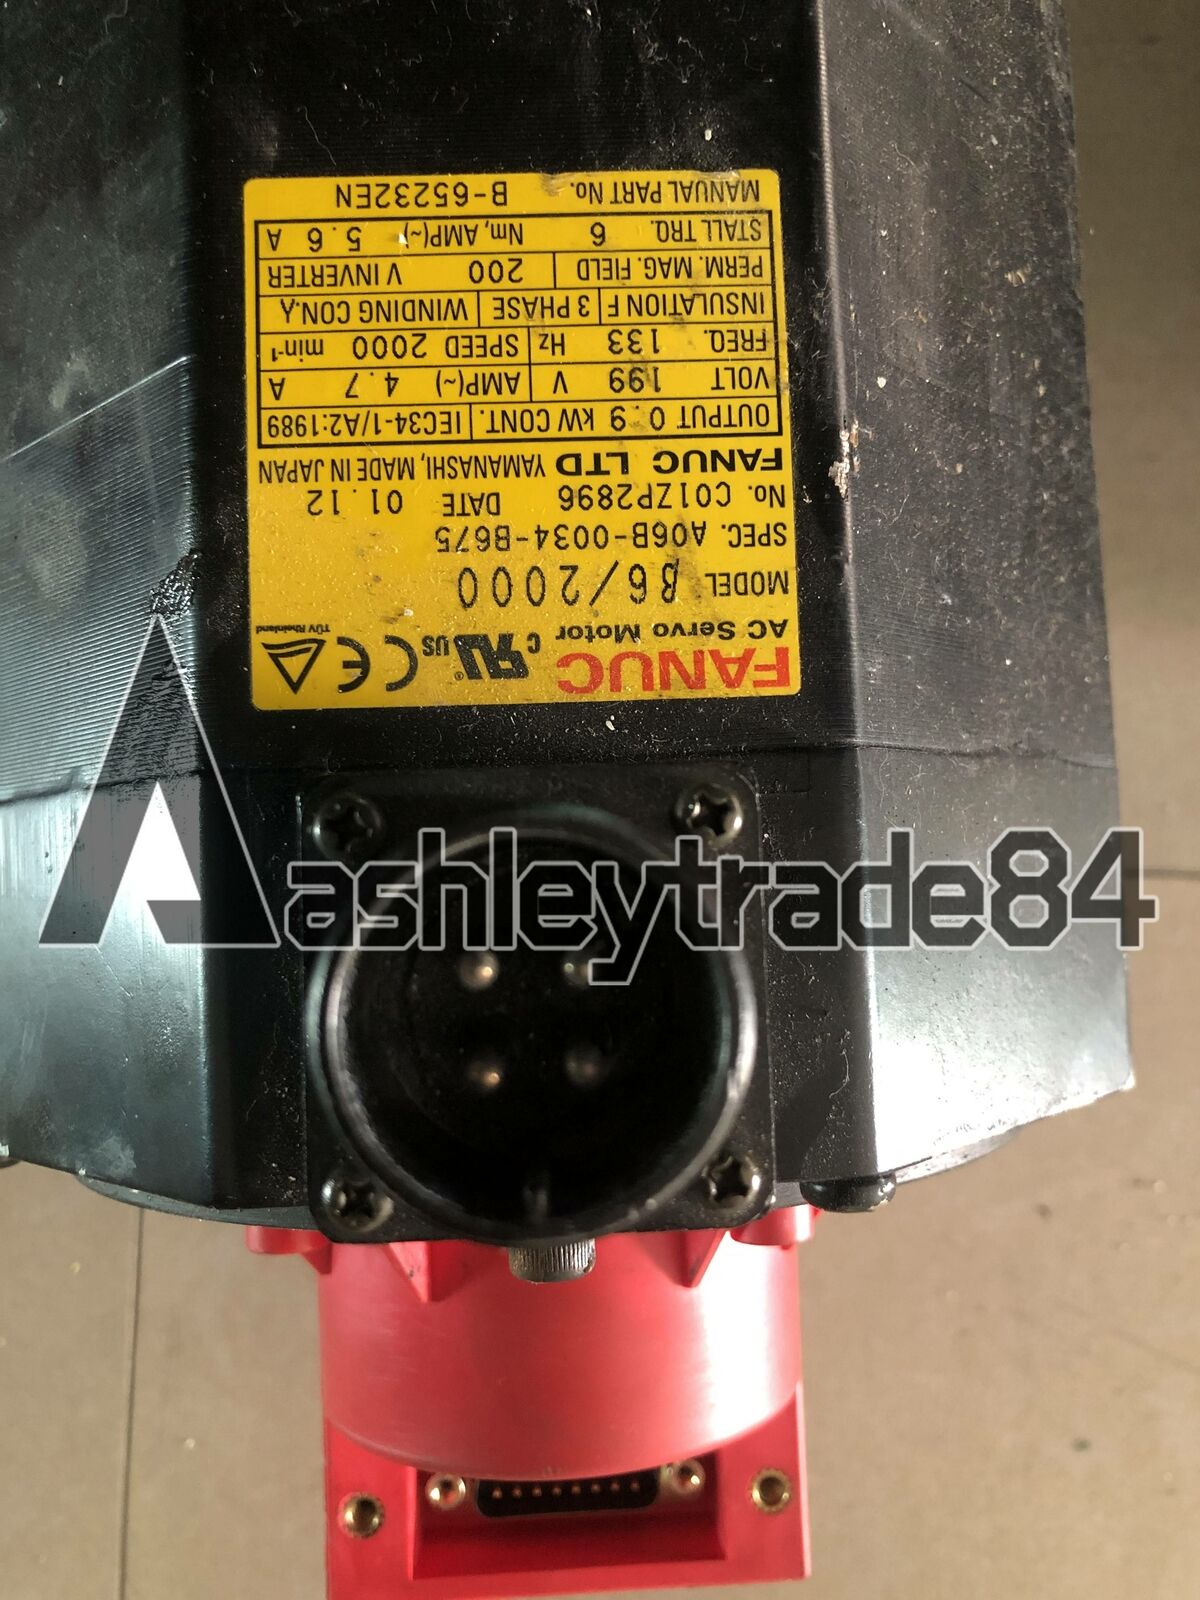 FANUC
AC Servo Motor
c UR US CE
TÜV Rheinland
MODEL β6/2000
SPEC. A06B-0034-B675
No. C01ZP2896 DATE 01.12
FANUC LTD YAMANASHI, MADE IN JAPAN
OUTPUT 0.9 kW CONT. IEC34-1/A2:1989
VOLT 199 V AMP(~) 4.7 A
FREQ. 133 Hz SPEED 2000 min-1
INSULATION F 3 PHASE WINDING CON. Y
PERM. MAG. FIELD 200 V INVERTER
STALL TRQ. 6 Nm, AMP(~) 5.6 A
MANUAL PART No. B-65232EN
Aashleytrade84